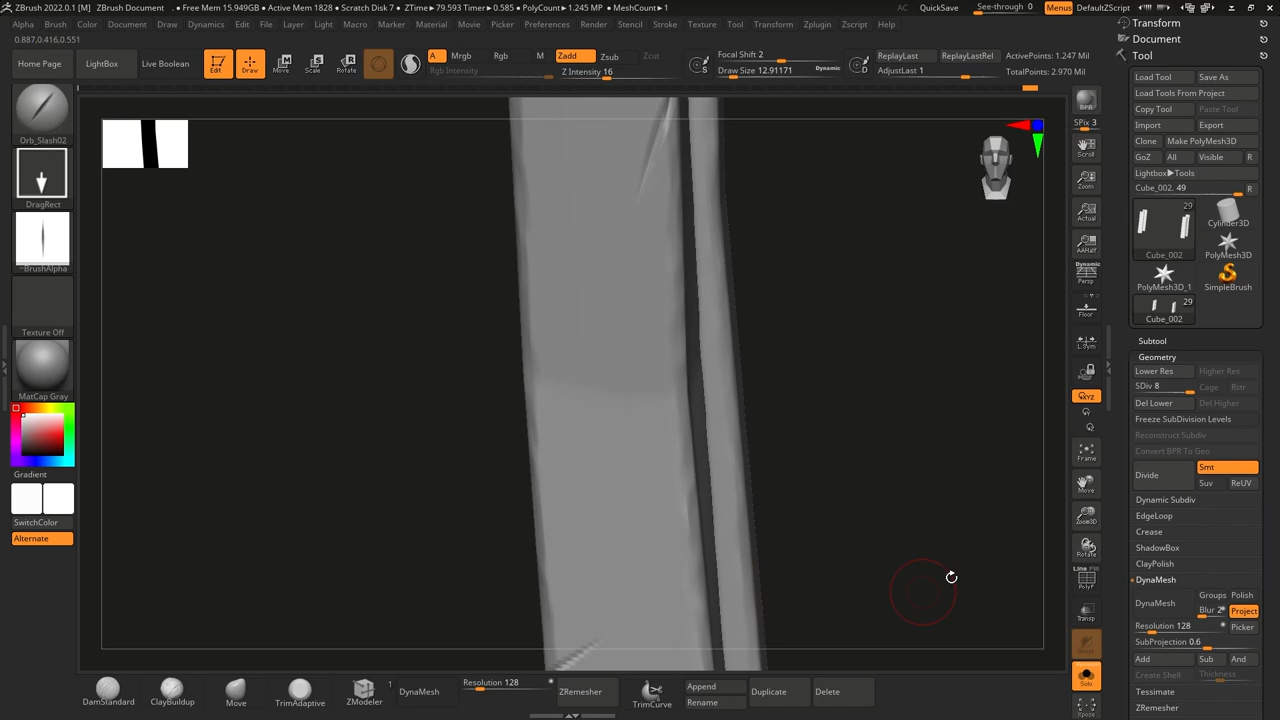 ZBrush 2022.0.1 [M] ZBrush Document . ● Free Mem 15.949GB ● Active Mem 1828 ● Scratch Disk 7 ● ZTime▶79.593 Timer▶0.585 ● PolyCount▶1.245 MP ● MeshCount▶1 AC QuickSave See-through 0 Menus DefaultZScript
Alpha Brush Color Document Draw Dynamics Edit File Layer Light Macro Marker Material Movie Picker Preferences Render Stencil Stroke Texture Tool Transform Zplugin Zscript Help
0.887,0.416,0.551
Home Page LightBox Live Boolean Edit Draw Move Scale Rotate
A Mrgb Rgb M Zadd Zsub Zcut
Rgb Intensity Z Intensity 16
Focal Shift 2
Draw Size 12.91171 Dynamic
S D
ReplayLast ReplayLastRel ActivePoints: 1.247 Mil
AdjustLast 1 TotalPoints: 2.970 Mil
Orb_Slash02
DragRect
~BrushAlpha
Texture Off
MatCap Gray
Gradient
SwitchColor
Alternate
BPR
SPix 3
Scroll
Zoom
Actual
AAHalf
Dynamic
Persp
Floor
L.Sym
XYZ
Frame
Move
Zoom3D
Rotate
Line Fill
PolyF
Transp
Solo
Xpose
Transform
Document
Tool
Load Tool Save As
Load Tools From Project
Copy Tool Paste Tool
Import Export
Clone Make PolyMesh3D
GoZ All Visible R
Lightbox▶Tools
Cube_002. 49 R
29
Cube_002 Cylinder3D
PolyMesh3D
PolyMesh3D_1 SimpleBrush
29
Cube_002
Subtool
Geometry
Lower Res Higher Res
SDiv 8 Cage Rstr
Del Lower Del Higher
Freeze SubDivision Levels
Reconstruct Subdiv
Convert BPR To Geo
Divide Smt
Suv ReUV
Dynamic Subdiv
EdgeLoop
Crease
ShadowBox
ClayPolish
DynaMesh
DynaMesh Groups Polish
Blur 2 Project
Resolution 128 Picker
SubProjection 0.6
Add Sub And
Create Shell Thickness
Tessimate
ZRemesher
DamStandard ClayBuildup Move TrimAdaptive ZModeler 1 DynaMesh Resolution 128 ZRemesher TrimCurve Append Rename Duplicate Delete